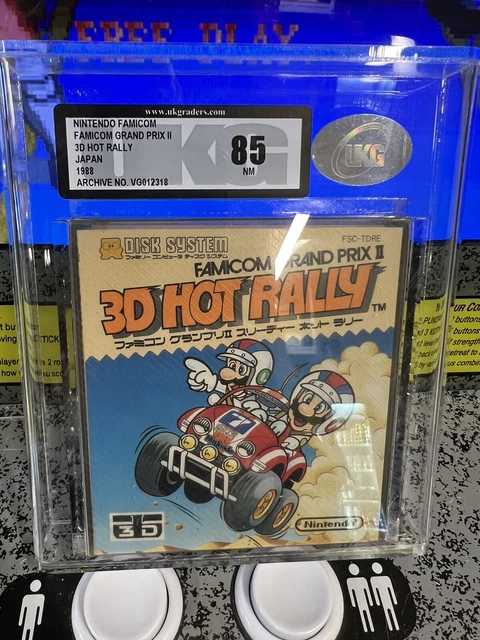 FREE PLAY
www.ukgraders.com
NINTENDO FAMICOM
FAMICOM GRAND PRIX II
3D HOT RALLY
JAPAN
1988
ARCHIVE NO. VG012318
85
NM
UKG
UKG
DISK SYSTEM
ファミリー コンピュータ ディスク システム
FSC-TDRE
FAMICOM GRAND PRIX II
3D HOT RALLY™
ファミコン グランプリII スリーディー ホット ラリー
7
3D
Nintendo